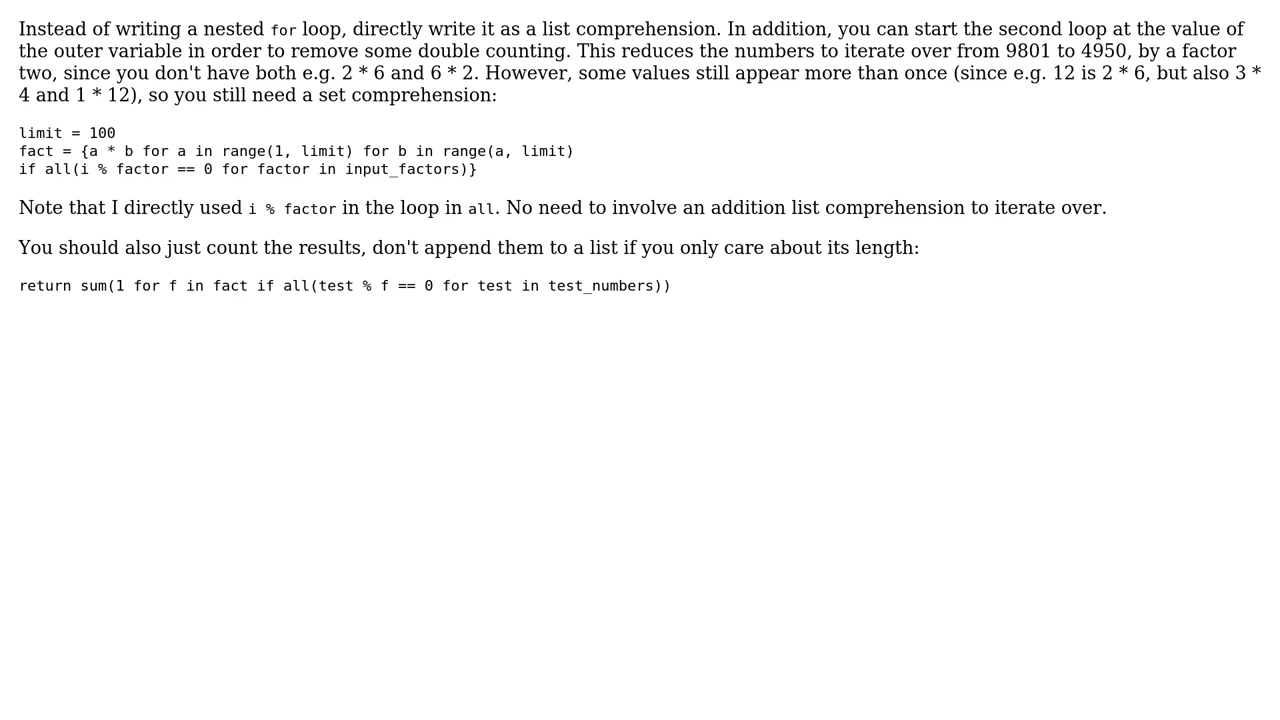 Instead of writing a nested for loop, directly write it as a list comprehension. In addition, you can start the second loop at the value of
the outer variable in order to remove some double counting. This reduces the numbers to iterate over from 9801 to 4950, by a factor
two, since you don't have both e.g. 2 * 6 and 6 * 2. However, some values still appear more than once (since e.g. 12 is 2 * 6, but also 3 *
4 and 1 * 12), so you still need a set comprehension:
limit = 100
fact = {a * b for a in range(1, limit) for b in range(a, limit)
if all(i % factor == 0 for factor in input_factors)}
Note that I directly used i % factor in the loop in all. No need to involve an addition list comprehension to iterate over.
You should also just count the results, don't append them to a list if you only care about its length:
return sum(1 for f in fact if all(test % f == 0 for test in test_numbers))